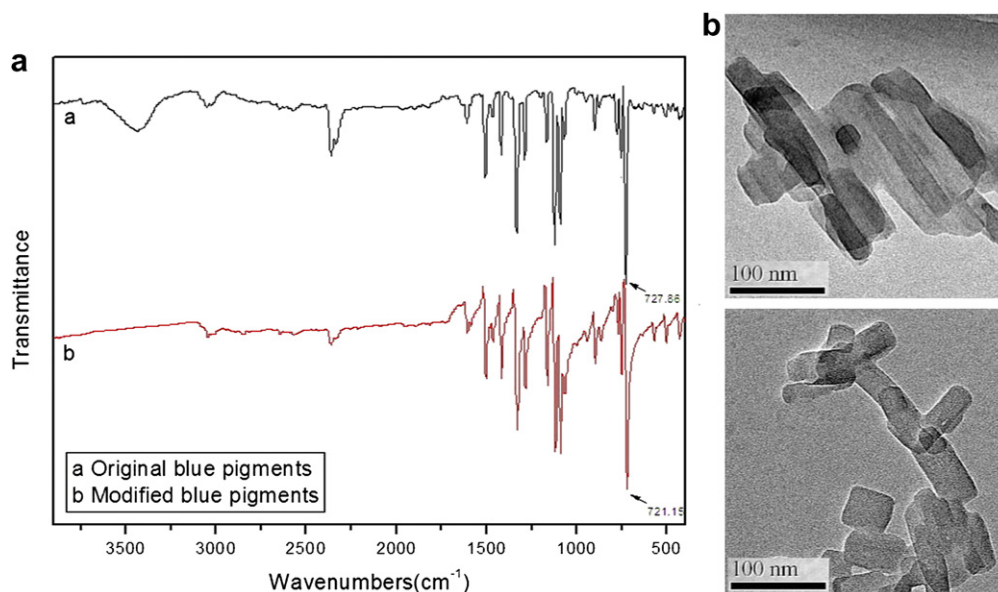 a
a
b
727.86
721.15
a Original blue pigments
b Modified blue pigments
Transmittance
3500 3000 2500 2000 1500 1000 500
Wavenumbers(cm⁻¹)
b
100 nm
100 nm